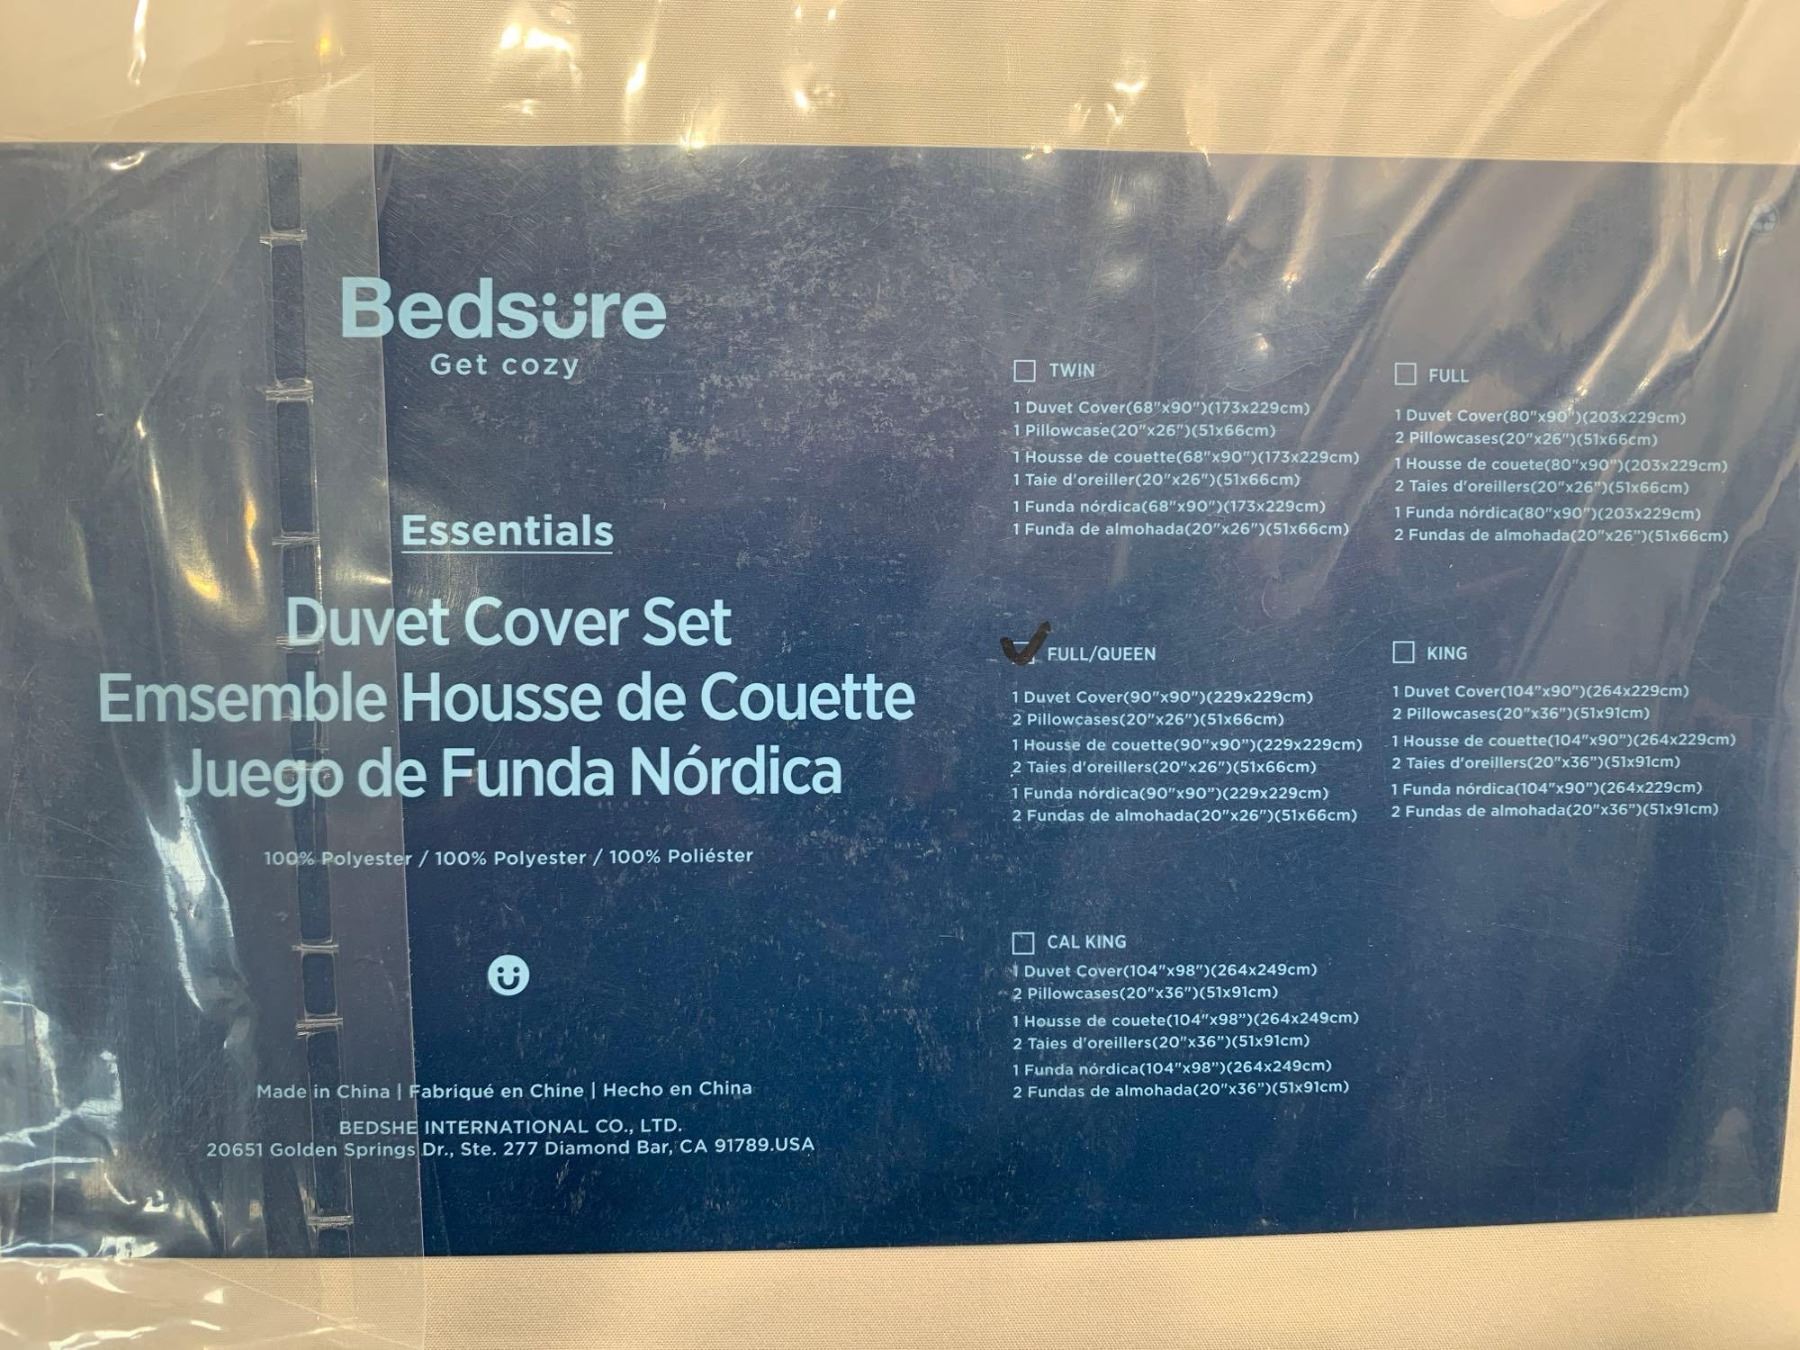 Bedsure
Get cozy
Essentials
Duvet Cover Set
Emsemble Housse de Couette
Juego de Funda Nórdica
100% Polyester / 100% Polyester / 100% Poliéster
Made in China | Fabriqué en Chine | Hecho en China
BEDSHE INTERNATIONAL CO., LTD.
20651 Golden Springs Dr., Ste. 277 Diamond Bar, CA 91789.USA
TWIN
1 Duvet Cover(68"x90")(173x229cm)
1 Pillowcase(20"x26")(51x66cm)
1 Housse de couette(68"x90")(173x229cm)
1 Taie d'oreiller(20"x26")(51x66cm)
1 Funda nórdica(68"x90")(173x229cm)
1 Funda de almohada(20"x26")(51x66cm)
FULL
1 Duvet Cover(80"x90")(203x229cm)
2 Pillowcases(20"x26")(51x66cm)
1 Housse de couete(80"x90")(203x229cm)
2 Taies d'oreillers(20"x26")(51x66cm)
1 Funda nórdica(80"x90")(203x229cm)
2 Fundas de almohada(20"x26")(51x66cm)
FULL/QUEEN
1 Duvet Cover(90"x90")(229x229cm)
2 Pillowcases(20"x26")(51x66cm)
1 Housse de couette(90"x90")(229x229cm)
2 Taies d'oreillers(20"x26")(51x66cm)
1 Funda nórdica(90"x90")(229x229cm)
2 Fundas de almohada(20"x26")(51x66cm)
KING
1 Duvet Cover(104"x90")(264x229cm)
2 Pillowcases(20"x36")(51x91cm)
1 Housse de couette(104"x90")(264x229cm)
2 Taies d'oreillers(20"x36")(51x91cm)
1 Funda nórdica(104"x90")(264x229cm)
2 Fundas de almohada(20"x36")(51x91cm)
CAL KING
1 Duvet Cover(104"x98")(264x249cm)
2 Pillowcases(20"x36")(51x91cm)
1 Housse de couete(104"x98")(264x249cm)
2 Taies d'oreillers(20"x36")(51x91cm)
1 Funda nórdica(104"x98")(264x249cm)
2 Fundas de almohada(20"x36")(51x91cm)